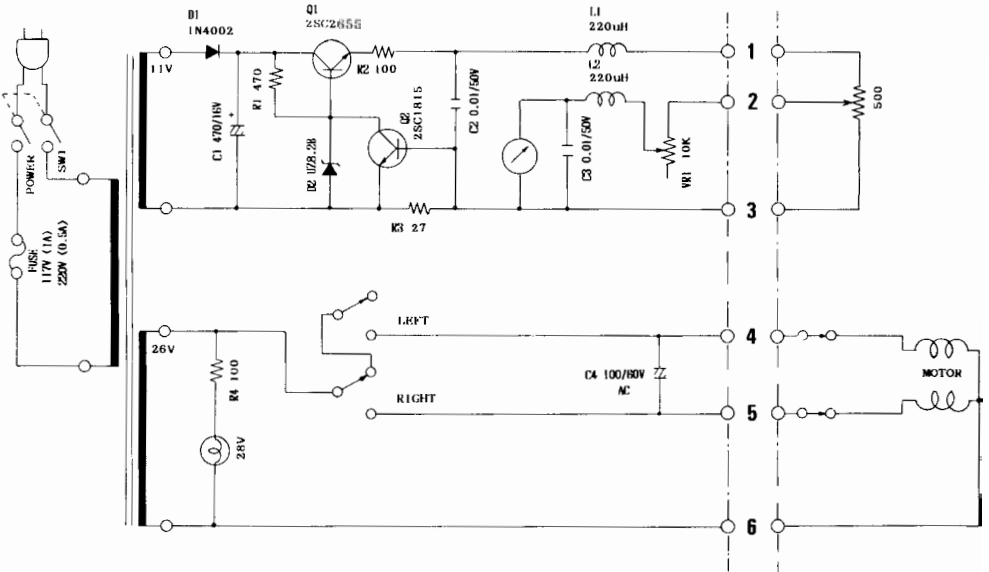 D1
1N4002
Q1
2SC2655
L1
220uH
L2
220uH
11V
R2 100
R1 470
C1 470/16V
+
D2 UZ8.2B
Q2
2SC1815
C2 0.01/50V
C3 0.01/50V
VR1 10K
500
R3 27
1
2
3
POWER
SW1
FUSE
117V (1A)
220V (0.5A)
26V
R4 100
28V
LEFT
RIGHT
C4 100/60V
AC
4
5
6
MOTOR